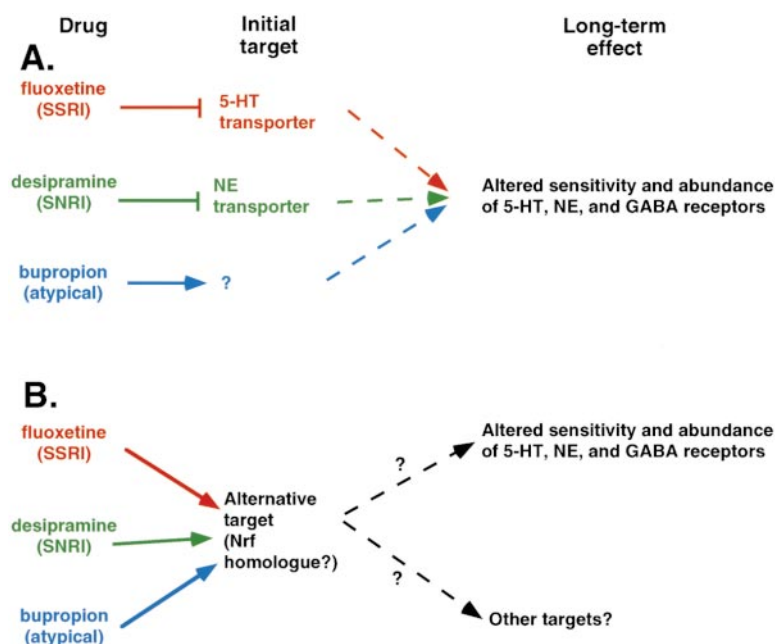 Drug
Initial
target
Long-term
effect
A.
fluoxetine
(SSRI)
5-HT
transporter
desipramine
(SNRI)
NE
transporter
Altered sensitivity and abundance
of 5-HT, NE, and GABA receptors
bupropion
(atypical)
?
B.
fluoxetine
(SSRI)
desipramine
(SNRI)
bupropion
(atypical)
Alternative
target
(Nrf
homologue?)
?
Altered sensitivity and abundance
of 5-HT, NE, and GABA receptors
?
Other targets?